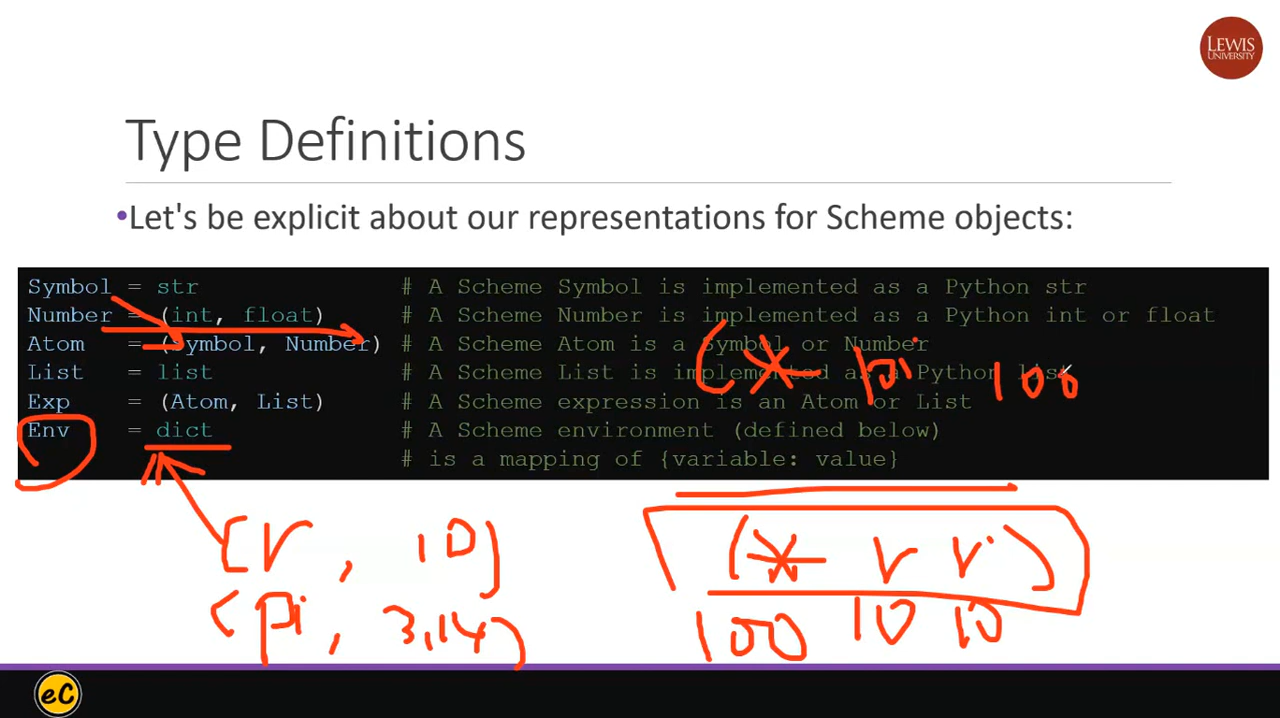 LEWIS
UNIVERSITY
Type Definitions
•Let's be explicit about our representations for Scheme objects:
Symbol = str # A Scheme Symbol is implemented as a Python str
Number = (int, float) # A Scheme Number is implemented as a Python int or float
Atom = (Symbol, Number) # A Scheme Atom is a Symbol or Number
List = list # A Scheme List is implemented as a Python list
(* pi 100
Exp = (Atom, List) # A Scheme expression is an Atom or List
Env = dict # A Scheme environment (defined below)
# is a mapping of {variable: value}
(r, 10) (* r r)
(pi, 3.14) 100 10 10
eC